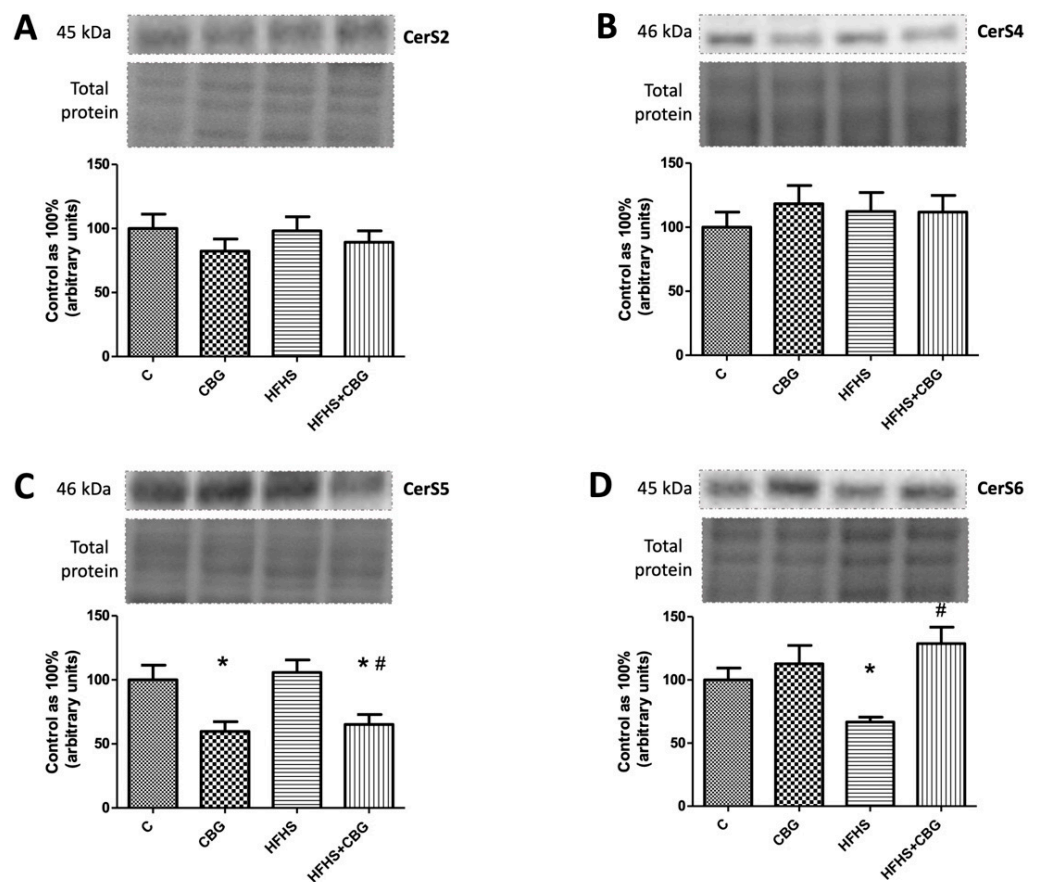 A
45 kDa
CerS2
Total
protein
Control as 100%
(arbitrary units)
150
100
50
0
C
CBG
HFHS
HFHS+CBG
B
46 kDa
CerS4
Total
protein
Control as 100%
(arbitrary units)
150
100
50
0
C
CBG
HFHS
HFHS+CBG
C
46 kDa
CerS5
Total
protein
Control as 100%
(arbitrary units)
150
100
50
0
*
* #
C
CBG
HFHS
HFHS+CBG
D
45 kDa
CerS6
Total
protein
Control as 100%
(arbitrary units)
150
100
50
0
*
#
C
CBG
HFHS
HFHS+CBG